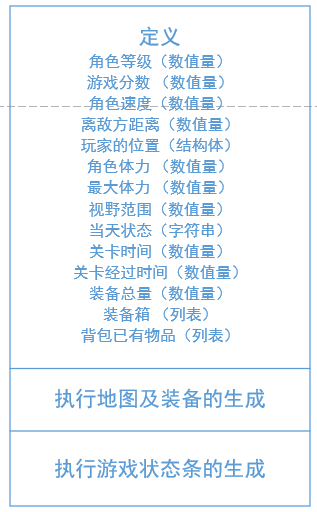 定义
角色等级（数值量）
游戏分数 （数值量）
角色速度（数值量）
离敌方距离（数值量）
玩家的位置（结构体）
角色体力 （数值量）
最大体力 （数值量）
视野范围（数值量）
当天状态（字符串）
关卡时间（数值量）
关卡经过时间（数值量）
装备总量（数值量）
装备箱 （列表）
背包已有物品（列表）
执行地图及装备的生成
执行游戏状态条的生成